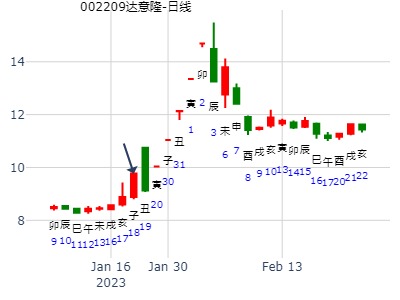 002209达意隆-日线
14
12
10
8
卯
9
辰
10
巳
11
午
12
未
13
戌
16
亥
17
子
18
丑
19
寅
20
子
30
丑
31
寅
1
卯
2
辰
3
未
6
申
7
酉
8
戌
9
亥
10
寅
13
卯
14
辰
15
巳
16
午
17
酉
20
戌
21
亥
22
Jan 16
2023
Jan 30
Feb 13